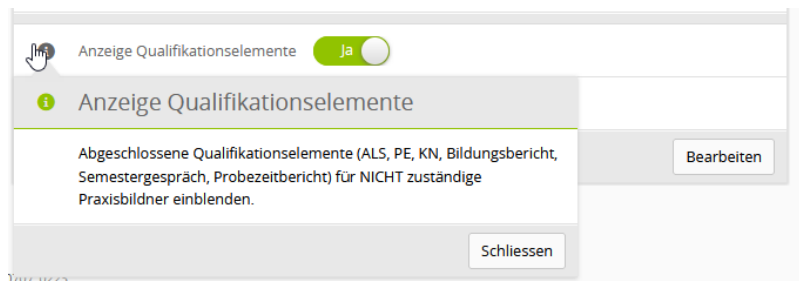 Anzeige Qualifikationselemente Ja
Anzeige Qualifikationselemente
Abgeschlossene Qualifikationselemente (ALS, PE, KN, Bildungsbericht,
Semestergespräch, Probezeitbericht) für NICHT zuständige
Praxisbildner einblenden.
Bearbeiten
Schliessen